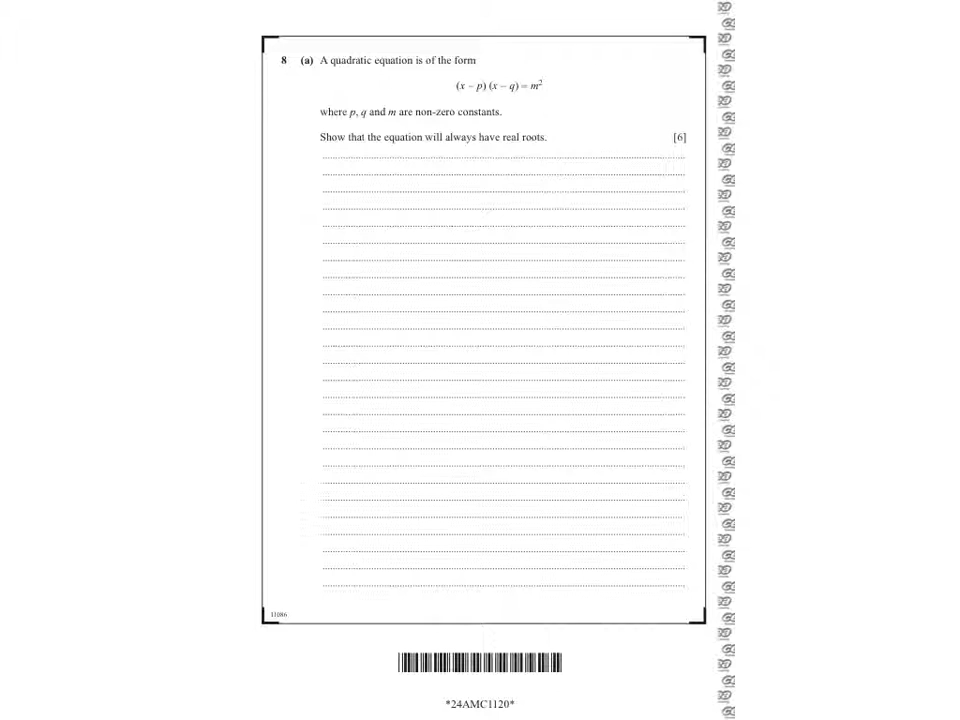 8 (a) A quadratic equation is of the form
(x – p) (x – q) = m²
where p, q and m are non-zero constants.
Show that the equation will always have real roots. [6]
13086
*24AMC1120*